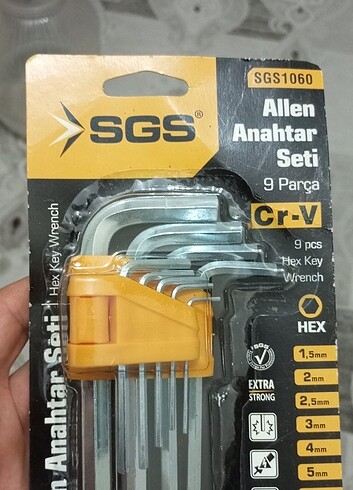 SGS®
SGS1060
Allen
Anahtar
Seti
9 Parça
Cr-V
9 pcs
Hex Key
Wrench
HEX
SGS
EXTRA
STRONG
1,5mm
2mm
2,5mm
3mm
4mm
5mm
Anahtar Seti
Hex Key Wrench